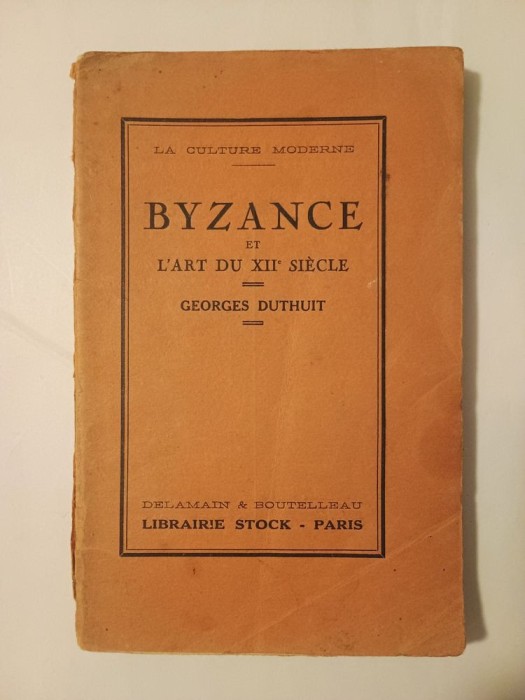 LA CULTURE MODERNE
BYZANCE
ET
L'ART DU XIIe SIÈCLE
GEORGES DUTHUIT
DELAMAIN & BOUTELLEAU
LIBRAIRIE STOCK - PARIS